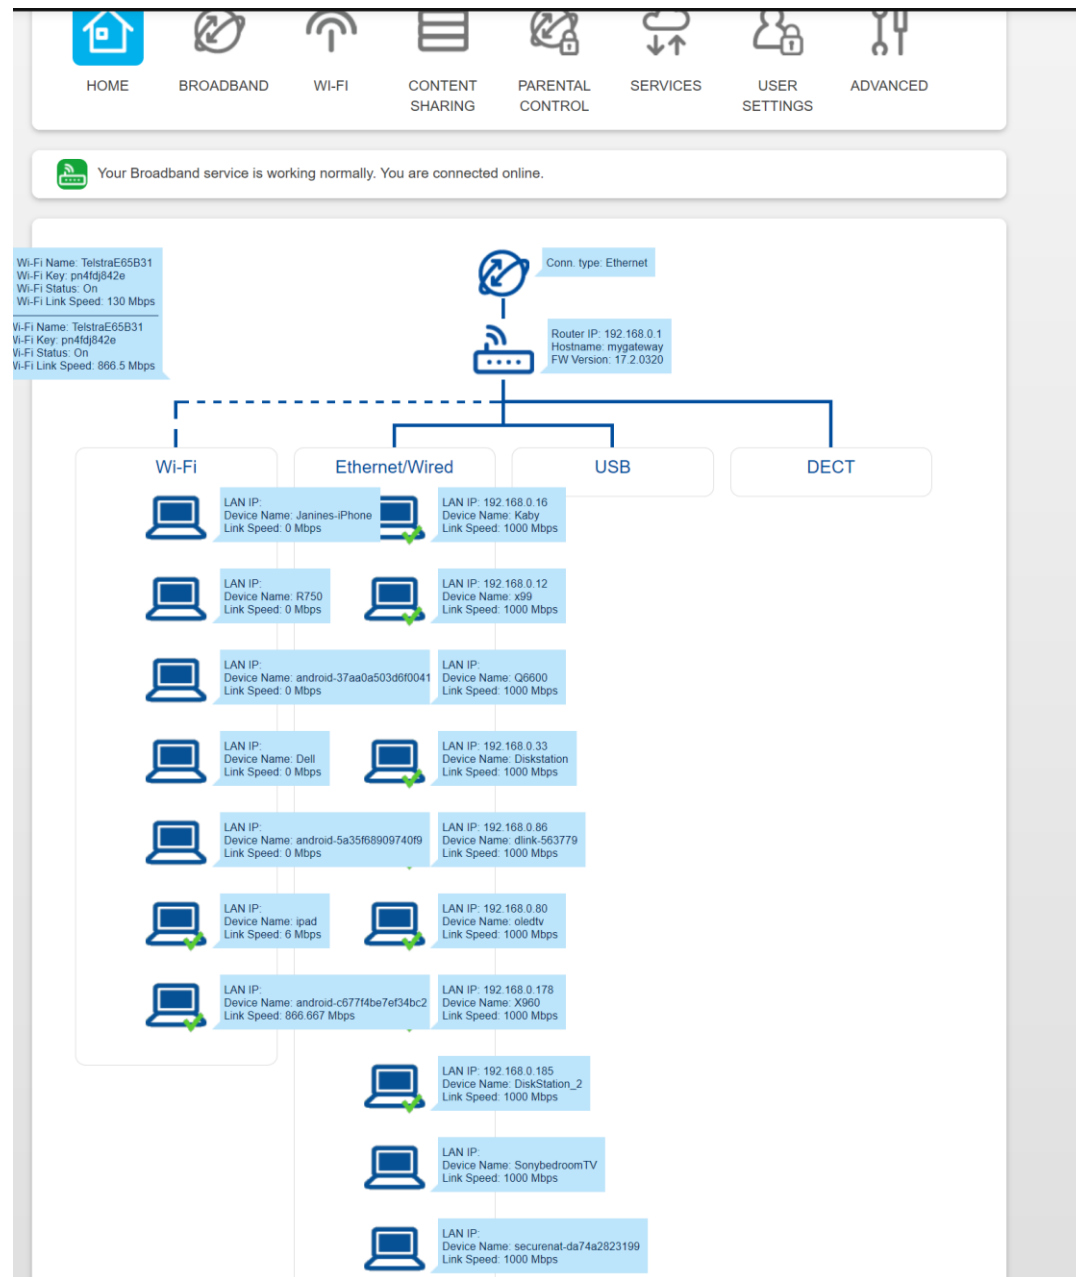 HOME
BROADBAND
WI-FI
CONTENT
SHARING
PARENTAL
CONTROL
SERVICES
USER
SETTINGS
ADVANCED
Your Broadband service is working normally. You are connected online.
Wi-Fi Name: TelstraE65B31
Wi-Fi Key: pn4fdj842e
Wi-Fi Status: On
Wi-Fi Link Speed: 130 Mbps
Wi-Fi Name: TelstraE65B31
Wi-Fi Key: pn4fdj842e
Wi-Fi Status: On
Wi-Fi Link Speed: 866.5 Mbps
Conn. type: Ethernet
Router IP: 192.168.0.1
Hostname: mygateway
FW Version: 17.2.0320
Wi-Fi
Ethernet/Wired
USB
DECT
LAN IP:
Device Name: Janines-iPhone
Link Speed: 0 Mbps
LAN IP: 192.168.0.16
Device Name: Kaby
Link Speed: 1000 Mbps
LAN IP:
Device Name: R750
Link Speed: 0 Mbps
LAN IP: 192.168.0.12
Device Name: x99
Link Speed: 1000 Mbps
LAN IP:
Device Name: android-37aa0a503d6f0041
Link Speed: 0 Mbps
LAN IP:
Device Name: Q6600
Link Speed: 1000 Mbps
LAN IP:
Device Name: Dell
Link Speed: 0 Mbps
LAN IP: 192.168.0.33
Device Name: Diskstation
Link Speed: 1000 Mbps
LAN IP:
Device Name: android-5a35f68909740f9
Link Speed: 0 Mbps
LAN IP: 192.168.0.86
Device Name: dlink-563779
Link Speed: 1000 Mbps
LAN IP:
Device Name: ipad
Link Speed: 6 Mbps
LAN IP: 192.168.0.80
Device Name: oledtv
Link Speed: 1000 Mbps
LAN IP:
Device Name: android-c677f4be7ef34bc2
Link Speed: 866.667 Mbps
LAN IP: 192.168.0.178
Device Name: X960
Link Speed: 1000 Mbps
LAN IP: 192.168.0.185
Device Name: DiskStation_2
Link Speed: 1000 Mbps
LAN IP:
Device Name: SonybedroomTV
Link Speed: 1000 Mbps
LAN IP:
Device Name: securenat-da74a2823199
Link Speed: 1000 Mbps